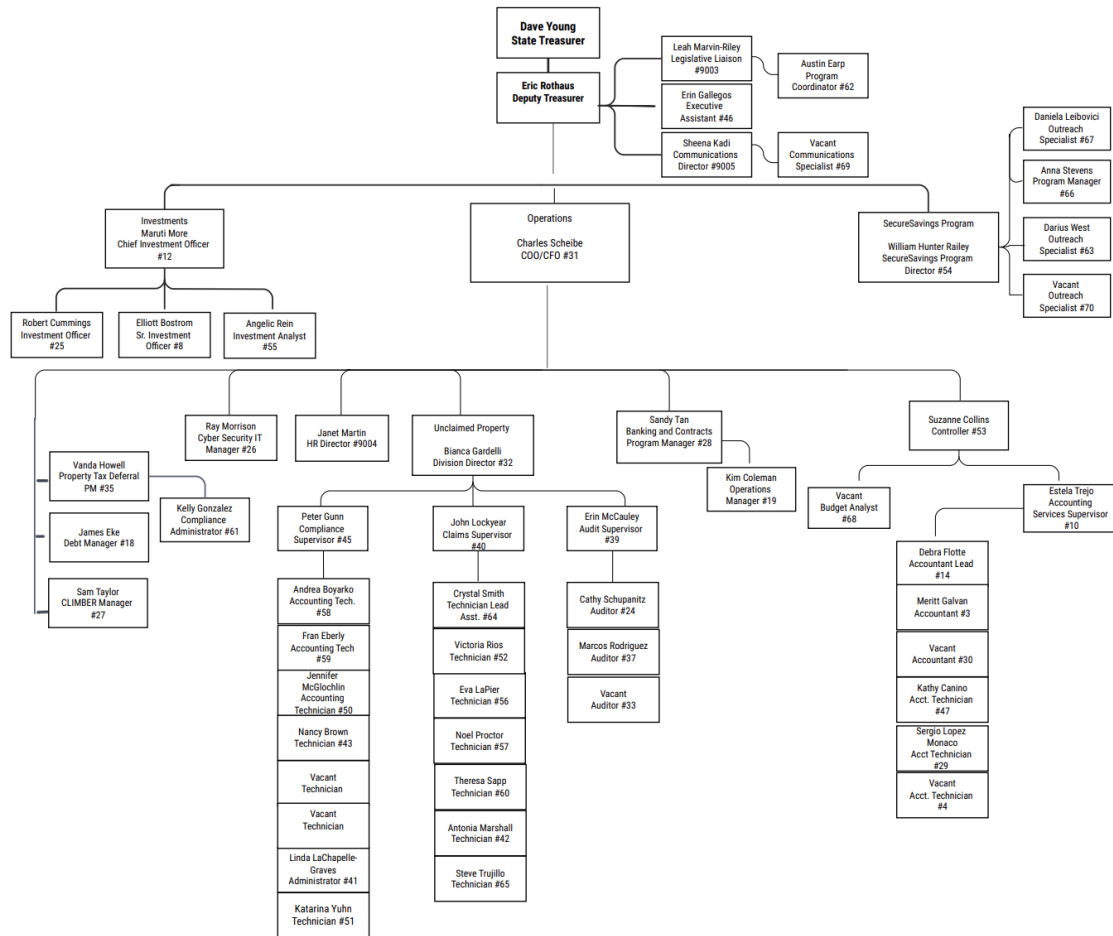 Dave Young
State Treasurer
Eric Rothaus
Deputy Treasurer
Leah Marvin-Riley
Legislative Liaison
#9003
Austin Earp
Program
Coordinator #62
Erin Gallegos
Executive
Assistant #46
Sheena Kadi
Communications
Director #9005
Vacant
Communications
Specialist #69
Daniela Leibovici
Outreach
Specialist #67
Anna Stevens
Program Manager
#66
Darius West
Outreach
Specialist #63
Vacant
Outreach
Specialist #70
Investments
Maruti More
Chief Investment Officer
#12
Operations
Charles Scheibe
COO/CFO #31
SecureSavings Program
William Hunter Railey
SecureSavings Program
Director #54
Robert Cummings
Investment Officer
#25
Elliott Bostrom
Sr. Investment
Officer #8
Angelic Rein
Investment Analyst
#55
Ray Morrison
Cyber Security IT
Manager #26
Janet Martin
HR Director #9004
Unclaimed Property
Bianca Gardelli
Division Director #32
Sandy Tan
Banking and Contracts
Program Manager #28
Suzanne Collins
Controller #53
Vanda Howell
Property Tax Deferral
PM #35
Kelly Gonzalez
Compliance
Administrator #61
James Eke
Debt Manager #18
Sam Taylor
CLIMBER Manager
#27
Kim Coleman
Operations
Manager #19
Vacant
Budget Analyst
#68
Estela Trejo
Accounting
Services Supervisor
#10
Peter Gunn
Compliance
Supervisor #45
John Lockyear
Claims Supervisor
#40
Erin McCauley
Audit Supervisor
#39
Andrea Boyarko
Accounting Tech.
#58
Fran Eberly
Accounting Tech
#59
Jennifer
McGlochlin
Accounting
Technician #50
Nancy Brown
Technician #43
Vacant
Technician
Vacant
Technician
Linda LaChapelle-
Graves
Administrator #41
Katarina Yuhn
Technician #51
Crystal Smith
Technician Lead
Asst. #64
Victoria Rios
Technician #52
Eva LaPier
Technician #56
Noel Proctor
Technician #57
Theresa Sapp
Technician #60
Antonia Marshall
Technician #42
Steve Trujillo
Technician #65
Cathy Schupanitz
Auditor #24
Marcos Rodriguez
Auditor #37
Vacant
Auditor #33
Debra Flotte
Accountant Lead
#14
Meritt Galvan
Accountant #3
Vacant
Accountant #30
Kathy Canino
Acct. Technician
#47
Sergio Lopez
Monaco
Acct Technician
#29
Vacant
Acct. Technician
#4